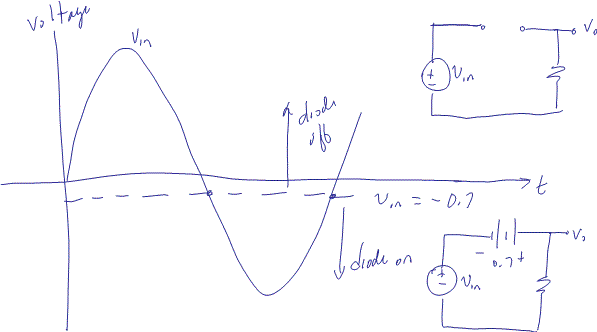 Voltage
Vin
diode
off
t
Vin = -0.7
diode on
Vo
+
-
Vin
Vo
- 0.7 +
+
-
Vin